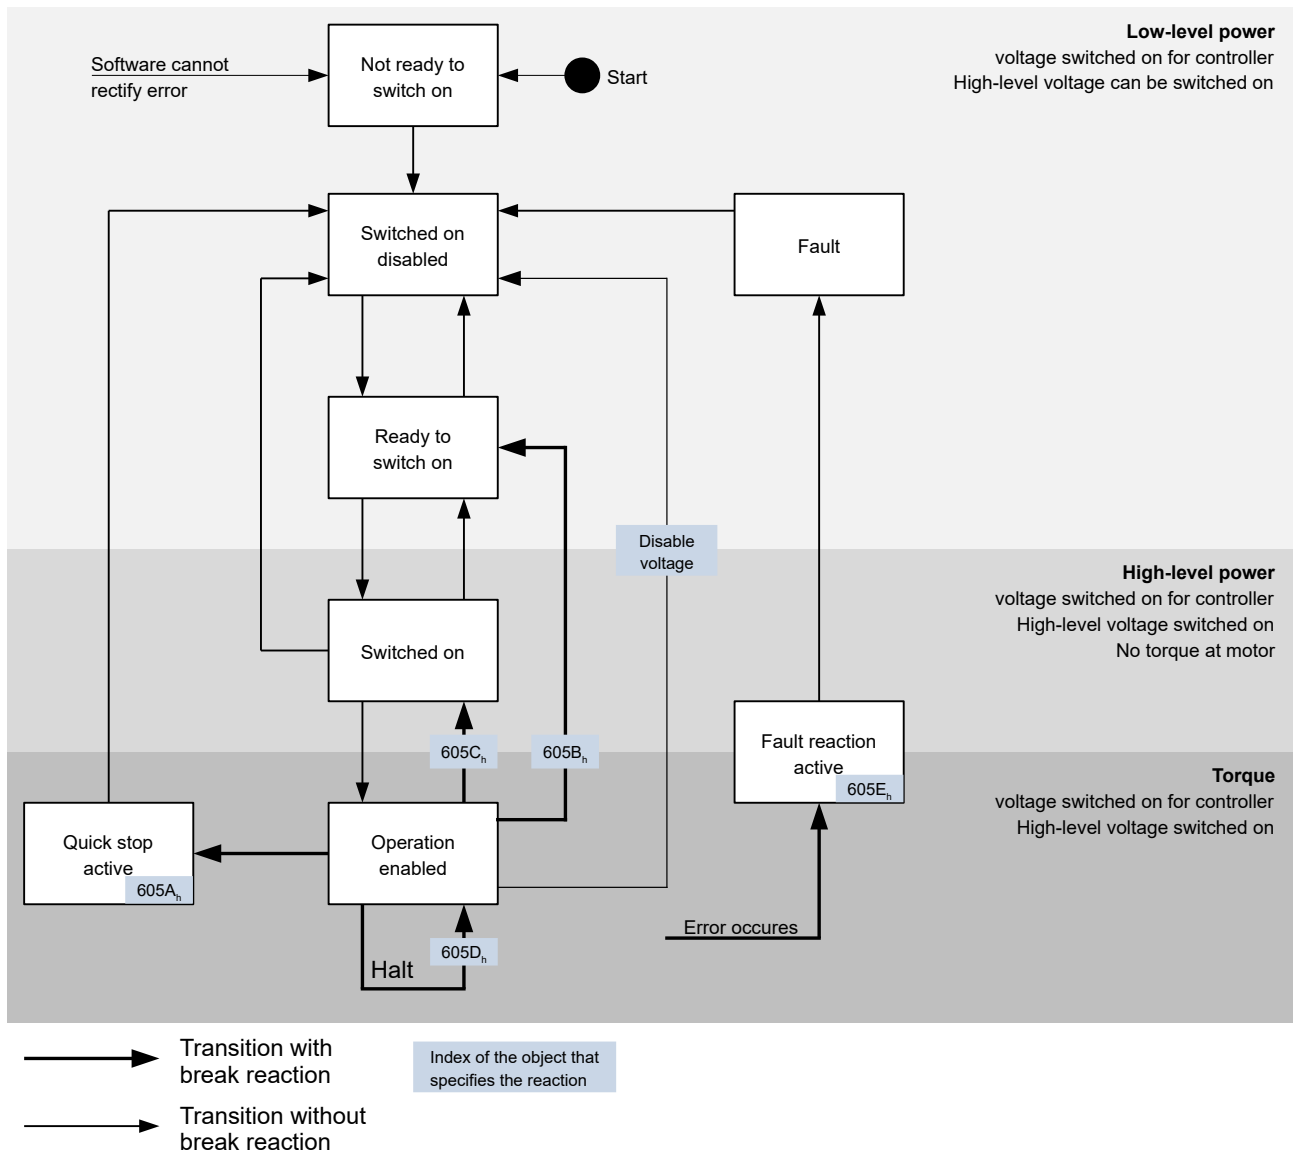 Low-level power
voltage switched on for controller
High-level voltage can be switched on
Software cannot
rectify error
Not ready to
switch on
Start
Switched on
disabled
Fault
Ready to
switch on
Disable
voltage
High-level power
voltage switched on for controller
High-level voltage switched on
No torque at motor
Switched on
605Ch
605Bh
Fault reaction
active
605Eh
Torque
voltage switched on for controller
High-level voltage switched on
Quick stop
active
605Ah
Operation
enabled
Error occures
605Dh
Halt
Transition with
break reaction
Index of the object that
specifies the reaction
Transition without
break reaction